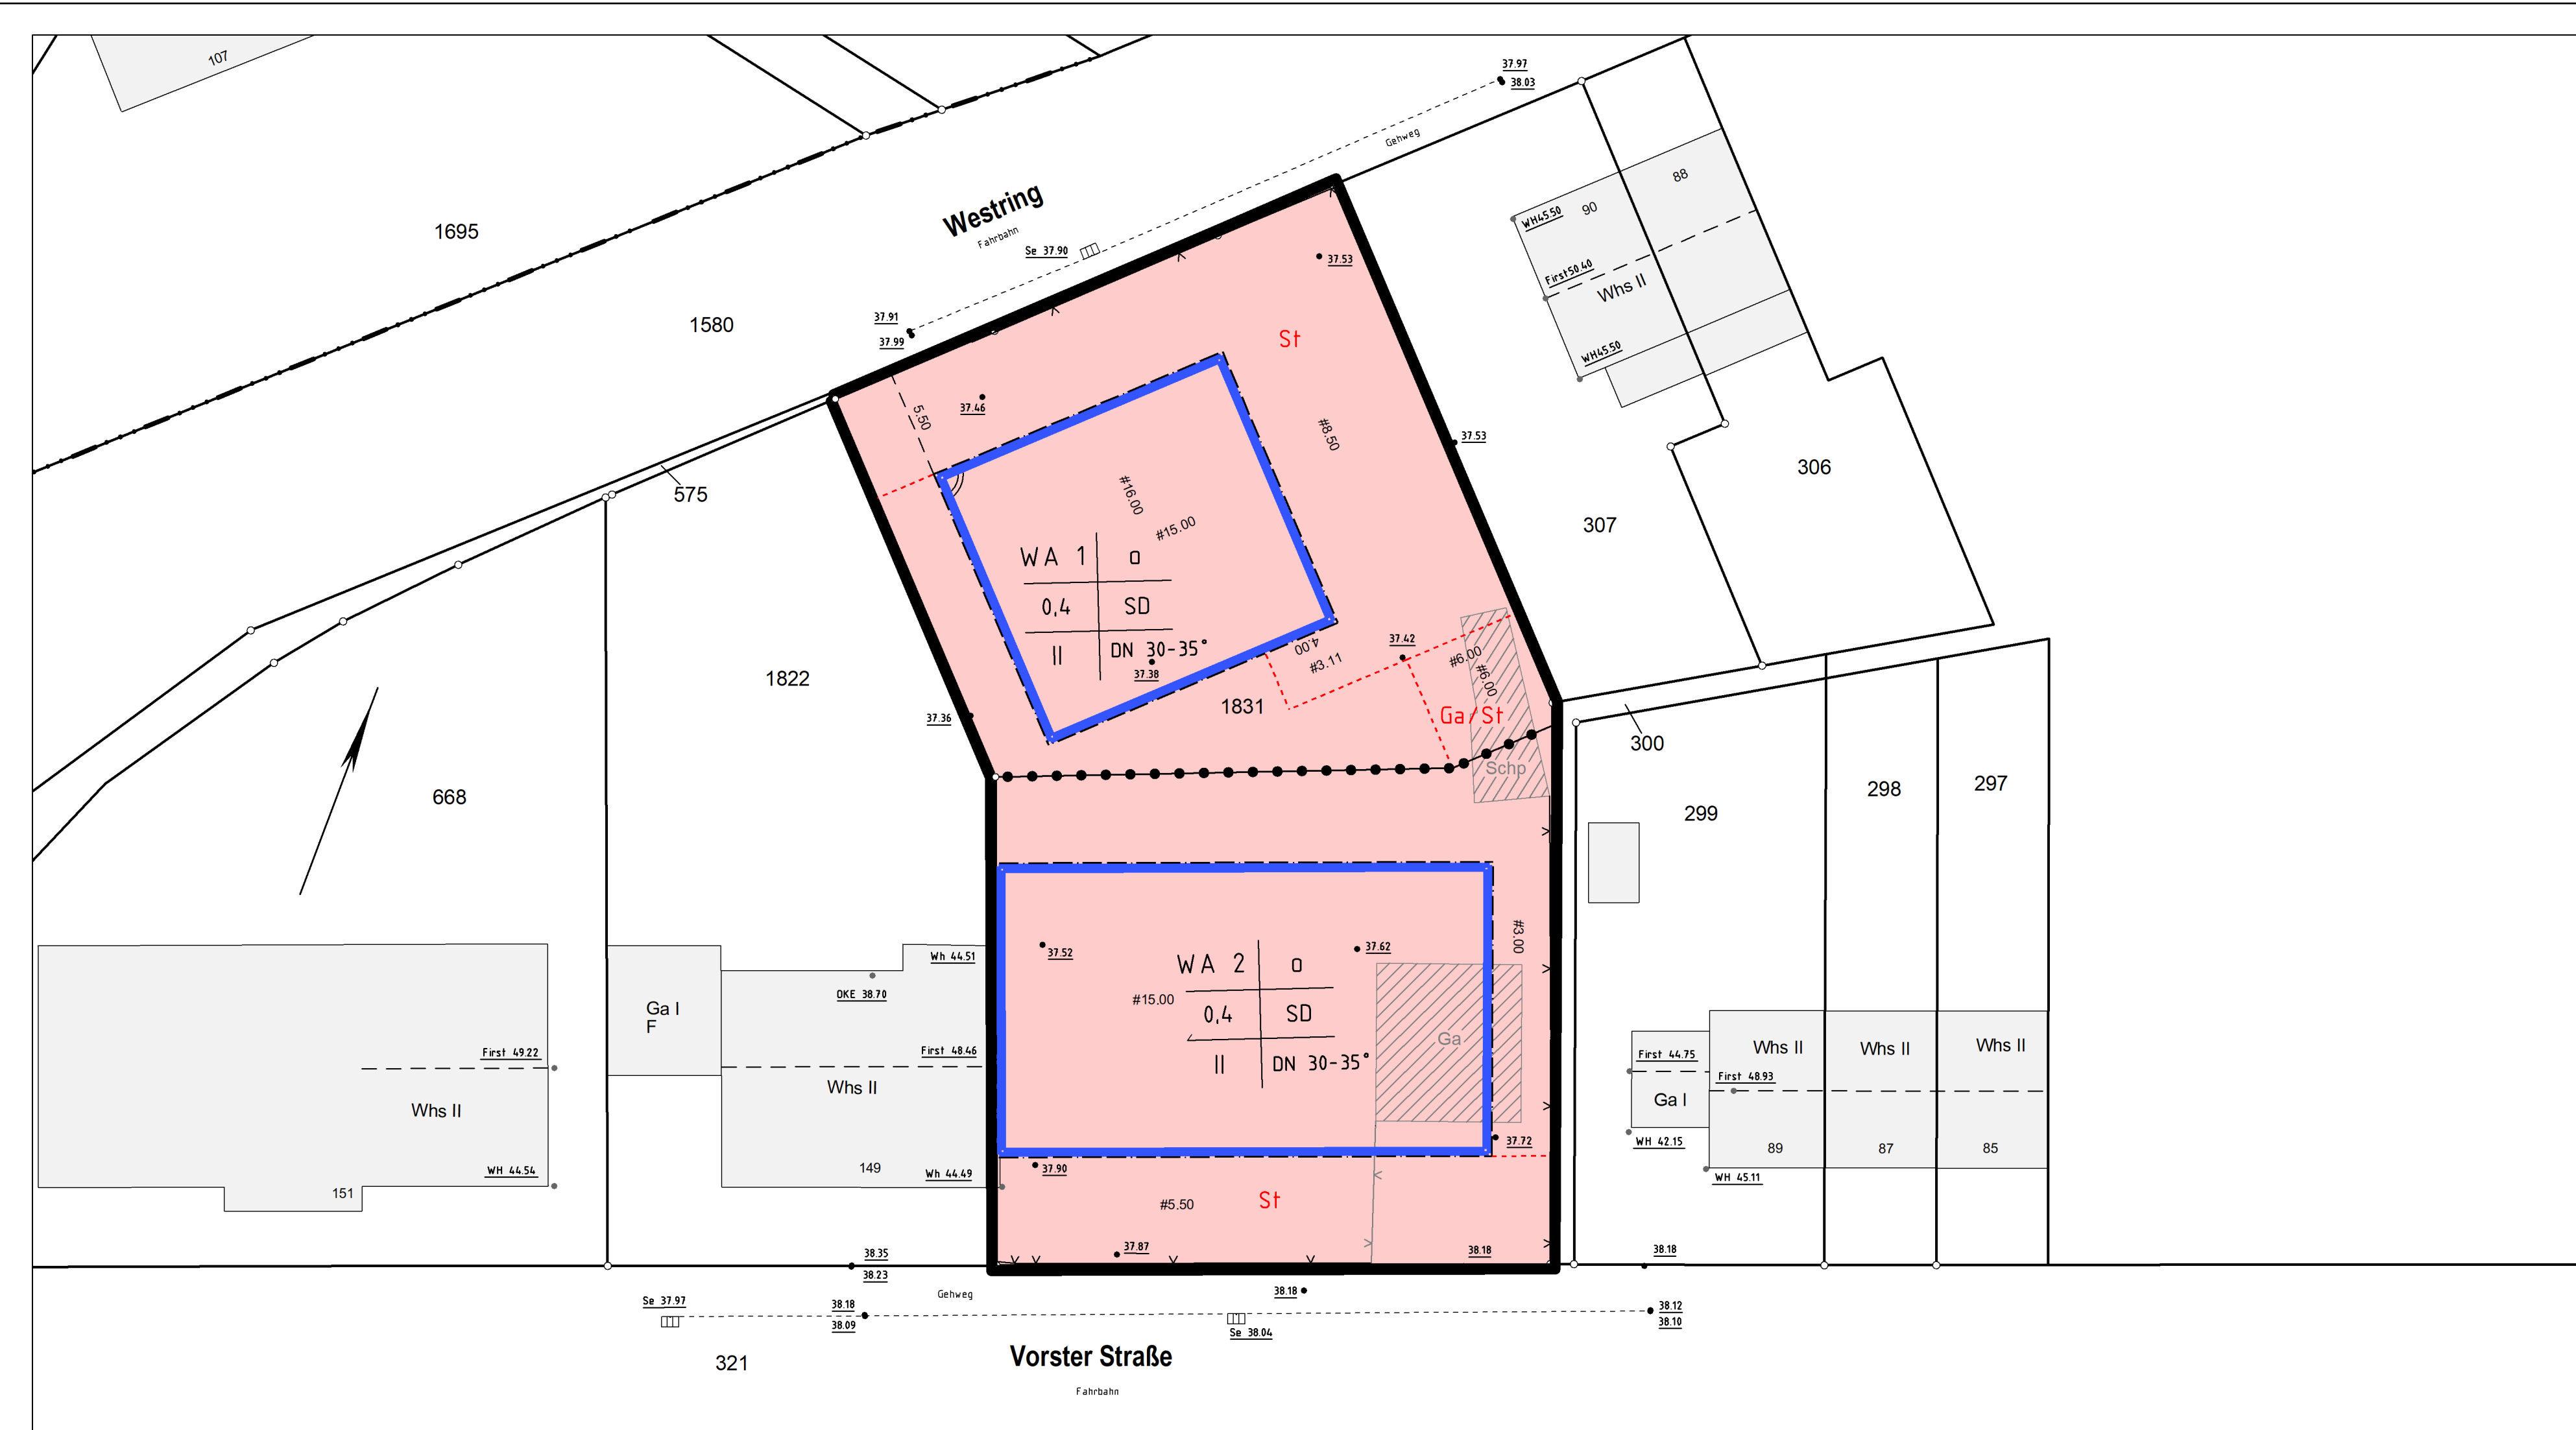 107
37.97
38.03
Gehweg
88
90
WH45.50
First50.40
Whs II
WH45.50
1695
Westring
Fahrbahn
Se 37.90
37.53
1580
37.91
37.99
St
37.46
5.50
#8.50
37.53
306
575
#16.00
#15.00
307
WA 1
o
0,4
SD
II
DN 30-35°
37.38
4.00
#3.11
37.42
#6.00
#6.00
1822
1831
37.36
Ga/St
Schp
300
668
299
298
297
37.52
37.62
#3.00
WA 2
o
#15.00
0,4
SD
II
DN 30-35°
Ga
Wh 44.51
OKE 38.70
Ga I
F
First 49.22
First 48.46
Whs II
Whs II
WH 44.54
151
149
Wh 44.49
Whs II
Whs II
Whs II
First 44.75
First 48.93
Ga I
WH 42.15
89
87
85
WH 45.11
37.72
37.90
#5.50
St
37.87
38.18
38.18
38.35
38.23
Gehweg
38.18
Se 37.97
38.18
38.09
Se 38.04
38.12
38.10
321
Vorster Straße
Fahrbahn